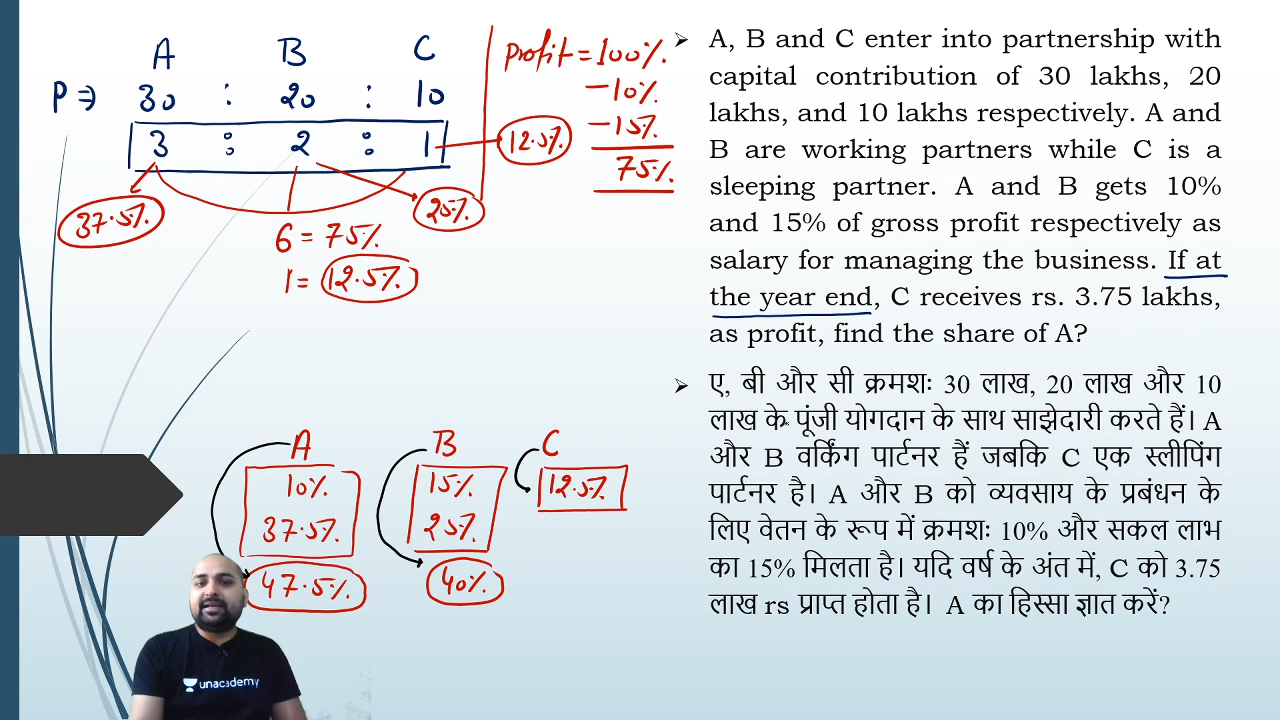 A B C
P ⇒ 30 : 20 : 10
3 : 2 : 1
37.5%
25%
12.5%
6 = 75%
1 = 12.5%
Profit = 100%
-10%
-15%
75%
A, B and C enter into partnership with
capital contribution of 30 lakhs, 20
lakhs, and 10 lakhs respectively. A and
B are working partners while C is a
sleeping partner. A and B gets 10%
and 15% of gross profit respectively as
salary for managing the business. If at
the year end, C receives rs. 3.75 lakhs,
as profit, find the share of A?
ए, बी और सी क्रमशः 30 लाख, 20 लाख और 10
लाख के पूंजी योगदान के साथ साझेदारी करते हैं। A
और B वर्किंग पार्टनर हैं जबकि C एक स्लीपिंग
पार्टनर है। A और B को व्यवसाय के प्रबंधन के
लिए वेतन के रूप में क्रमशः 10% और सकल लाभ
का 15% मिलता है। यदि वर्ष के अंत में, C को 3.75
लाख rs प्राप्त होता है। A का हिस्सा ज्ञात करें?
A B C
10% 15% 12.5%
37.5% 25%
47.5% 40%
unacademy